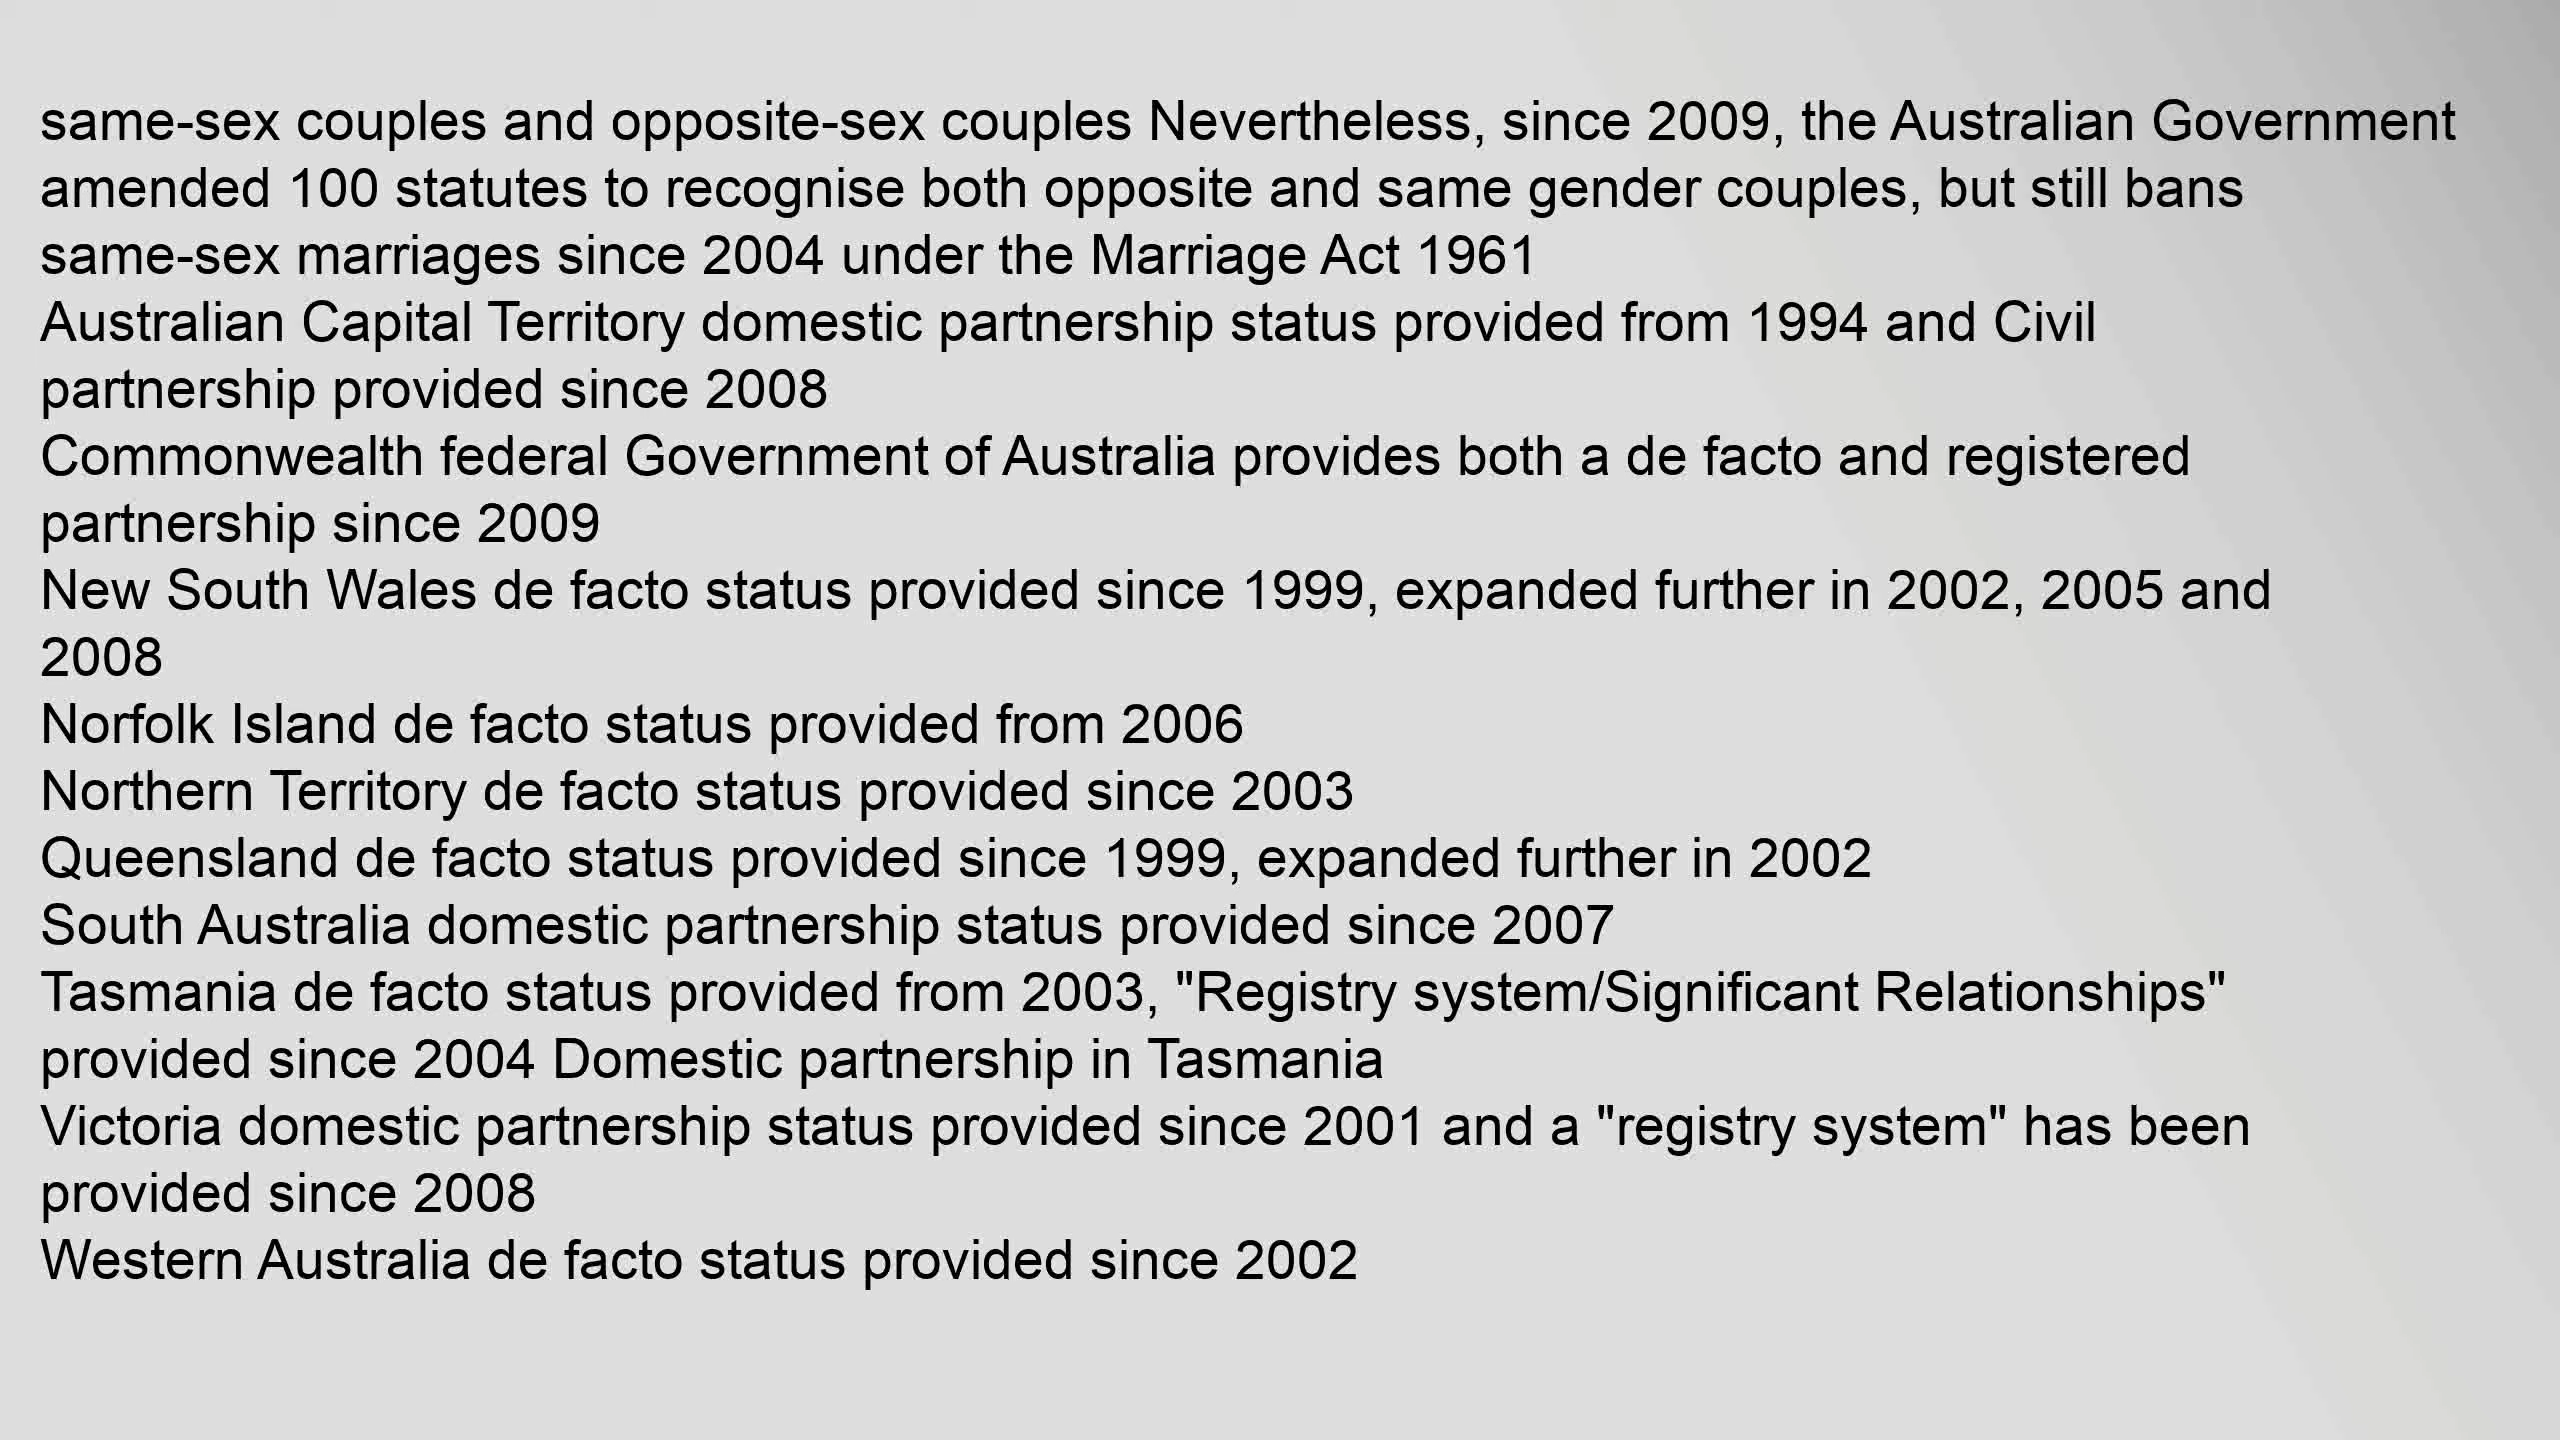 same-sex couples and opposite-sex couples Nevertheless, since 2009, the Australian Government
amended 100 statutes to recognise both opposite and same gender couples, but still bans
same-sex marriages since 2004 under the Marriage Act 1961
Australian Capital Territory domestic partnership status provided from 1994 and Civil
partnership provided since 2008
Commonwealth federal Government of Australia provides both a de facto and registered
partnership since 2009
New South Wales de facto status provided since 1999, expanded further in 2002, 2005 and
2008
Norfolk Island de facto status provided from 2006
Northern Territory de facto status provided since 2003
Queensland de facto status provided since 1999, expanded further in 2002
South Australia domestic partnership status provided since 2007
Tasmania de facto status provided from 2003, "Registry system/Significant Relationships"
provided since 2004 Domestic partnership in Tasmania
Victoria domestic partnership status provided since 2001 and a "registry system" has been
provided since 2008
Western Australia de facto status provided since 2002